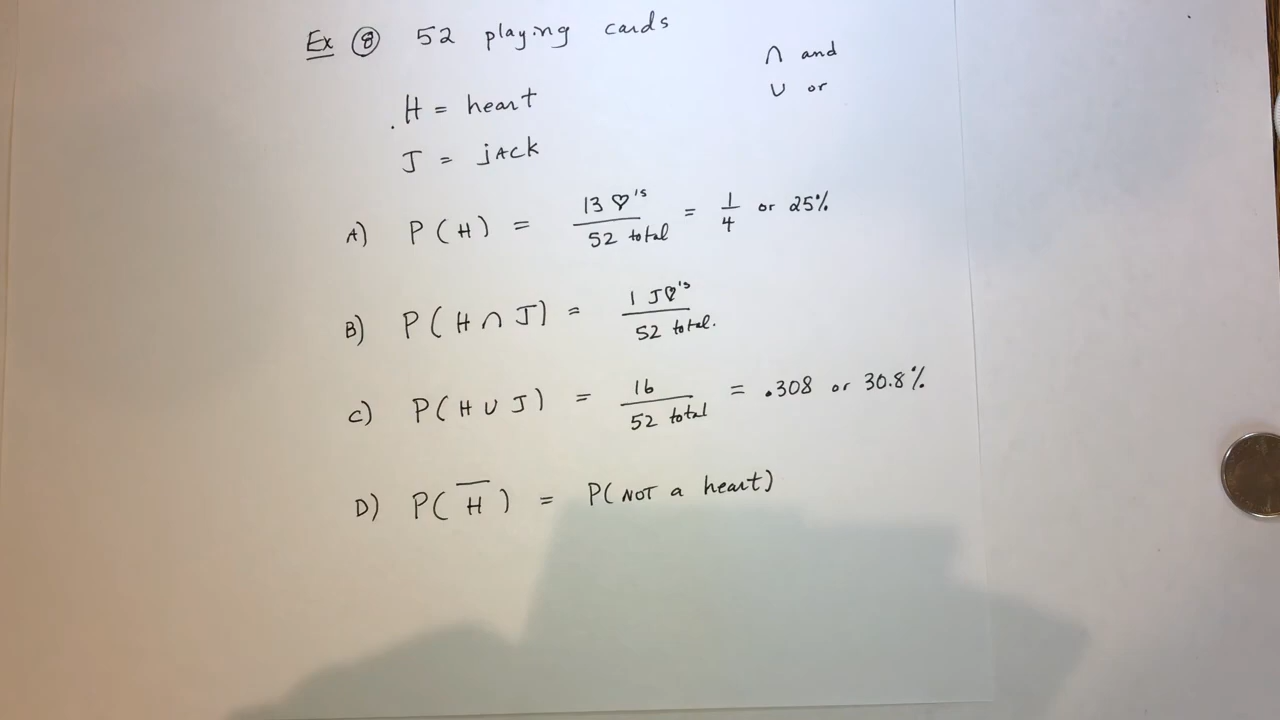 Ex ⑧ 52 playing cards
∩ and
∪ or
H = heart
J = jACK
A) P(H) = 13 ♡'s / 52 total = 1/4 or 25%
B) P(H ∩ J) = 1 J♡'s / 52 total.
C) P(H ∪ J) = 16 / 52 total = .308 or 30.8%
D) P(H̅) = P(NOT a heart)